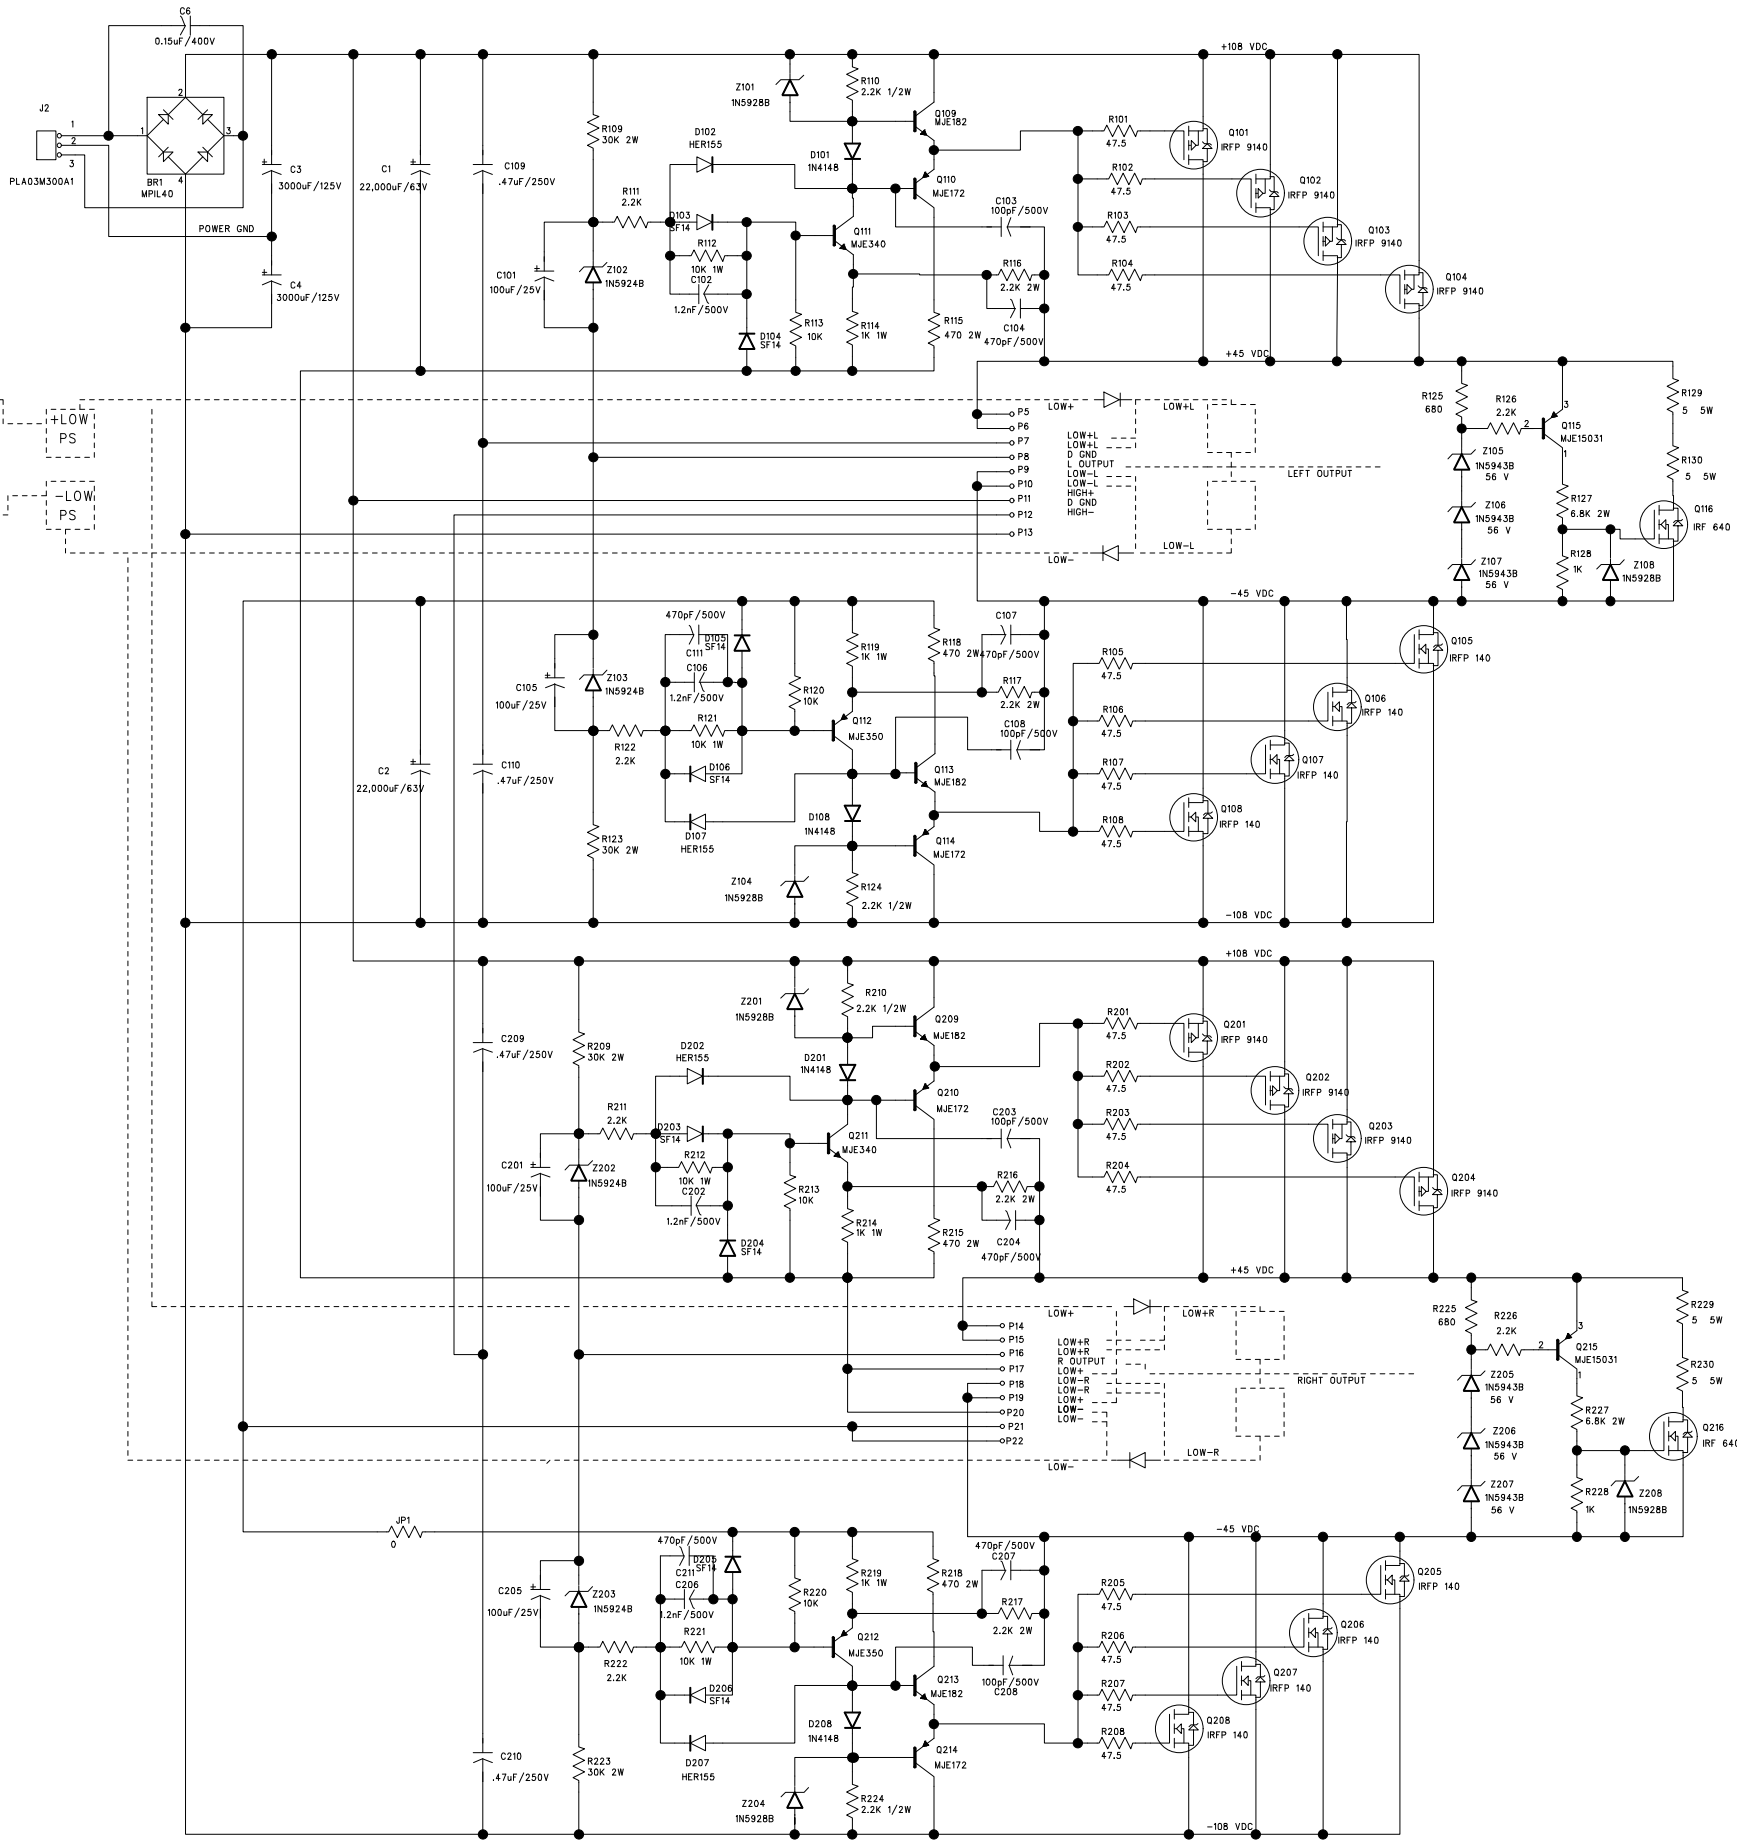 C6
0.15uF/400V
J2
1
2
3
PLA03M300A1
2
1
3
4
BR1
MPIL40
POWER GND
C3
3000uF/125V
C4
3000uF/125V
C1
22,000uF/63V
C109
.47uF/250V
R109
30K 2W
C101
100uF/25V
Z102
1N5924B
R111
2.2K
D102
HER155
D103
SF14
R112
10K 1W
C102
1.2nF/500V
D104
SF14
R113
10K
Z101
1N5928B
R110
2.2K 1/2W
D101
1N4148
Q109
MJE182
Q110
MJE172
Q111
MJE340
R114
1K 1W
R115
470 2W
C103
100pF/500V
R116
2.2K 2W
C104
470pF/500V
+108 VDC
R101
47.5
R102
47.5
R103
47.5
R104
47.5
Q101
IRFP 9140
Q102
IRFP 9140
Q103
IRFP 9140
Q104
IRFP 9140
+45 VDC
+LOW
PS
-LOW
PS
P5
P6
P7
P8
P9
P10
P11
P12
P13
LOW+
LOW+L
LOW+L
LOW+L
D GND
L OUTPUT
LOW-L
LOW-L
HIGH+
D GND
HIGH-
LOW-
LOW-L
LEFT OUTPUT
R125
680
R126
2.2K
2
3
1
Q115
MJE15031
Z105
1N5943B
56 V
Z106
1N5943B
56 V
Z107
1N5943B
56 V
R127
6.8K 2W
R128
1K
Z108
1N5928B
R129
5 5W
R130
5 5W
Q116
IRF 640
-45 VDC
C2
22,000uF/63V
C110
.47uF/250V
C105
100uF/25V
Z103
1N5924B
R122
2.2K
R123
30K 2W
470pF/500V
C111
D105
SF14
C106
1.2nF/500V
R121
10K 1W
D106
SF14
D107
HER155
R120
10K
R119
1K 1W
Q112
MJE350
R118
470 2W
C107
470pF/500V
R117
2.2K 2W
C108
100pF/500V
Q113
MJE182
D108
1N4148
Q114
MJE172
Z104
1N5928B
R124
2.2K 1/2W
R105
47.5
R106
47.5
R107
47.5
R108
47.5
Q105
IRFP 140
Q106
IRFP 140
Q107
IRFP 140
Q108
IRFP 140
-108 VDC
+108 VDC
C209
.47uF/250V
R209
30K 2W
C201
100uF/25V
Z202
1N5924B
R211
2.2K
D202
HER155
D203
SF14
R212
10K 1W
C202
1.2nF/500V
D204
SF14
R213
10K
Z201
1N5928B
R210
2.2K 1/2W
D201
1N4148
Q209
MJE182
Q210
MJE172
Q211
MJE340
R214
1K 1W
R215
470 2W
C203
100pF/500V
R216
2.2K 2W
C204
470pF/500V
R201
47.5
R202
47.5
R203
47.5
R204
47.5
Q201
IRFP 9140
Q202
IRFP 9140
Q203
IRFP 9140
Q204
IRFP 9140
+45 VDC
P14
P15
P16
P17
P18
P19
P20
P21
P22
LOW+
LOW+R
LOW+R
LOW+R
R OUTPUT
LOW+
LOW-R
LOW-R
LOW+
LOW-
LOW-
LOW-
LOW-R
RIGHT OUTPUT
R225
680
R226
2.2K
2
3
1
Q215
MJE15031
Z205
1N5943B
56 V
Z206
1N5943B
56 V
Z207
1N5943B
56 V
R227
6.8K 2W
R228
1K
Z208
1N5928B
R229
5 5W
R230
5 5W
Q216
IRF 640
-45 VDC
JP1
0
C210
.47uF/250V
C205
100uF/25V
Z203
1N5924B
R222
2.2K
R223
30K 2W
470pF/500V
C211
D205
SF14
C206
1.2nF/500V
R221
10K 1W
D206
SF14
D207
HER155
R220
10K
R219
1K 1W
Q212
MJE350
R218
470 2W
470pF/500V
C207
R217
2.2K 2W
100pF/500V
C208
Q213
MJE182
D208
1N4148
Q214
MJE172
Z204
1N5928B
R224
2.2K 1/2W
R205
47.5
R206
47.5
R207
47.5
R208
47.5
Q205
IRFP 140
Q206
IRFP 140
Q207
IRFP 140
Q208
IRFP 140
-108 VDC